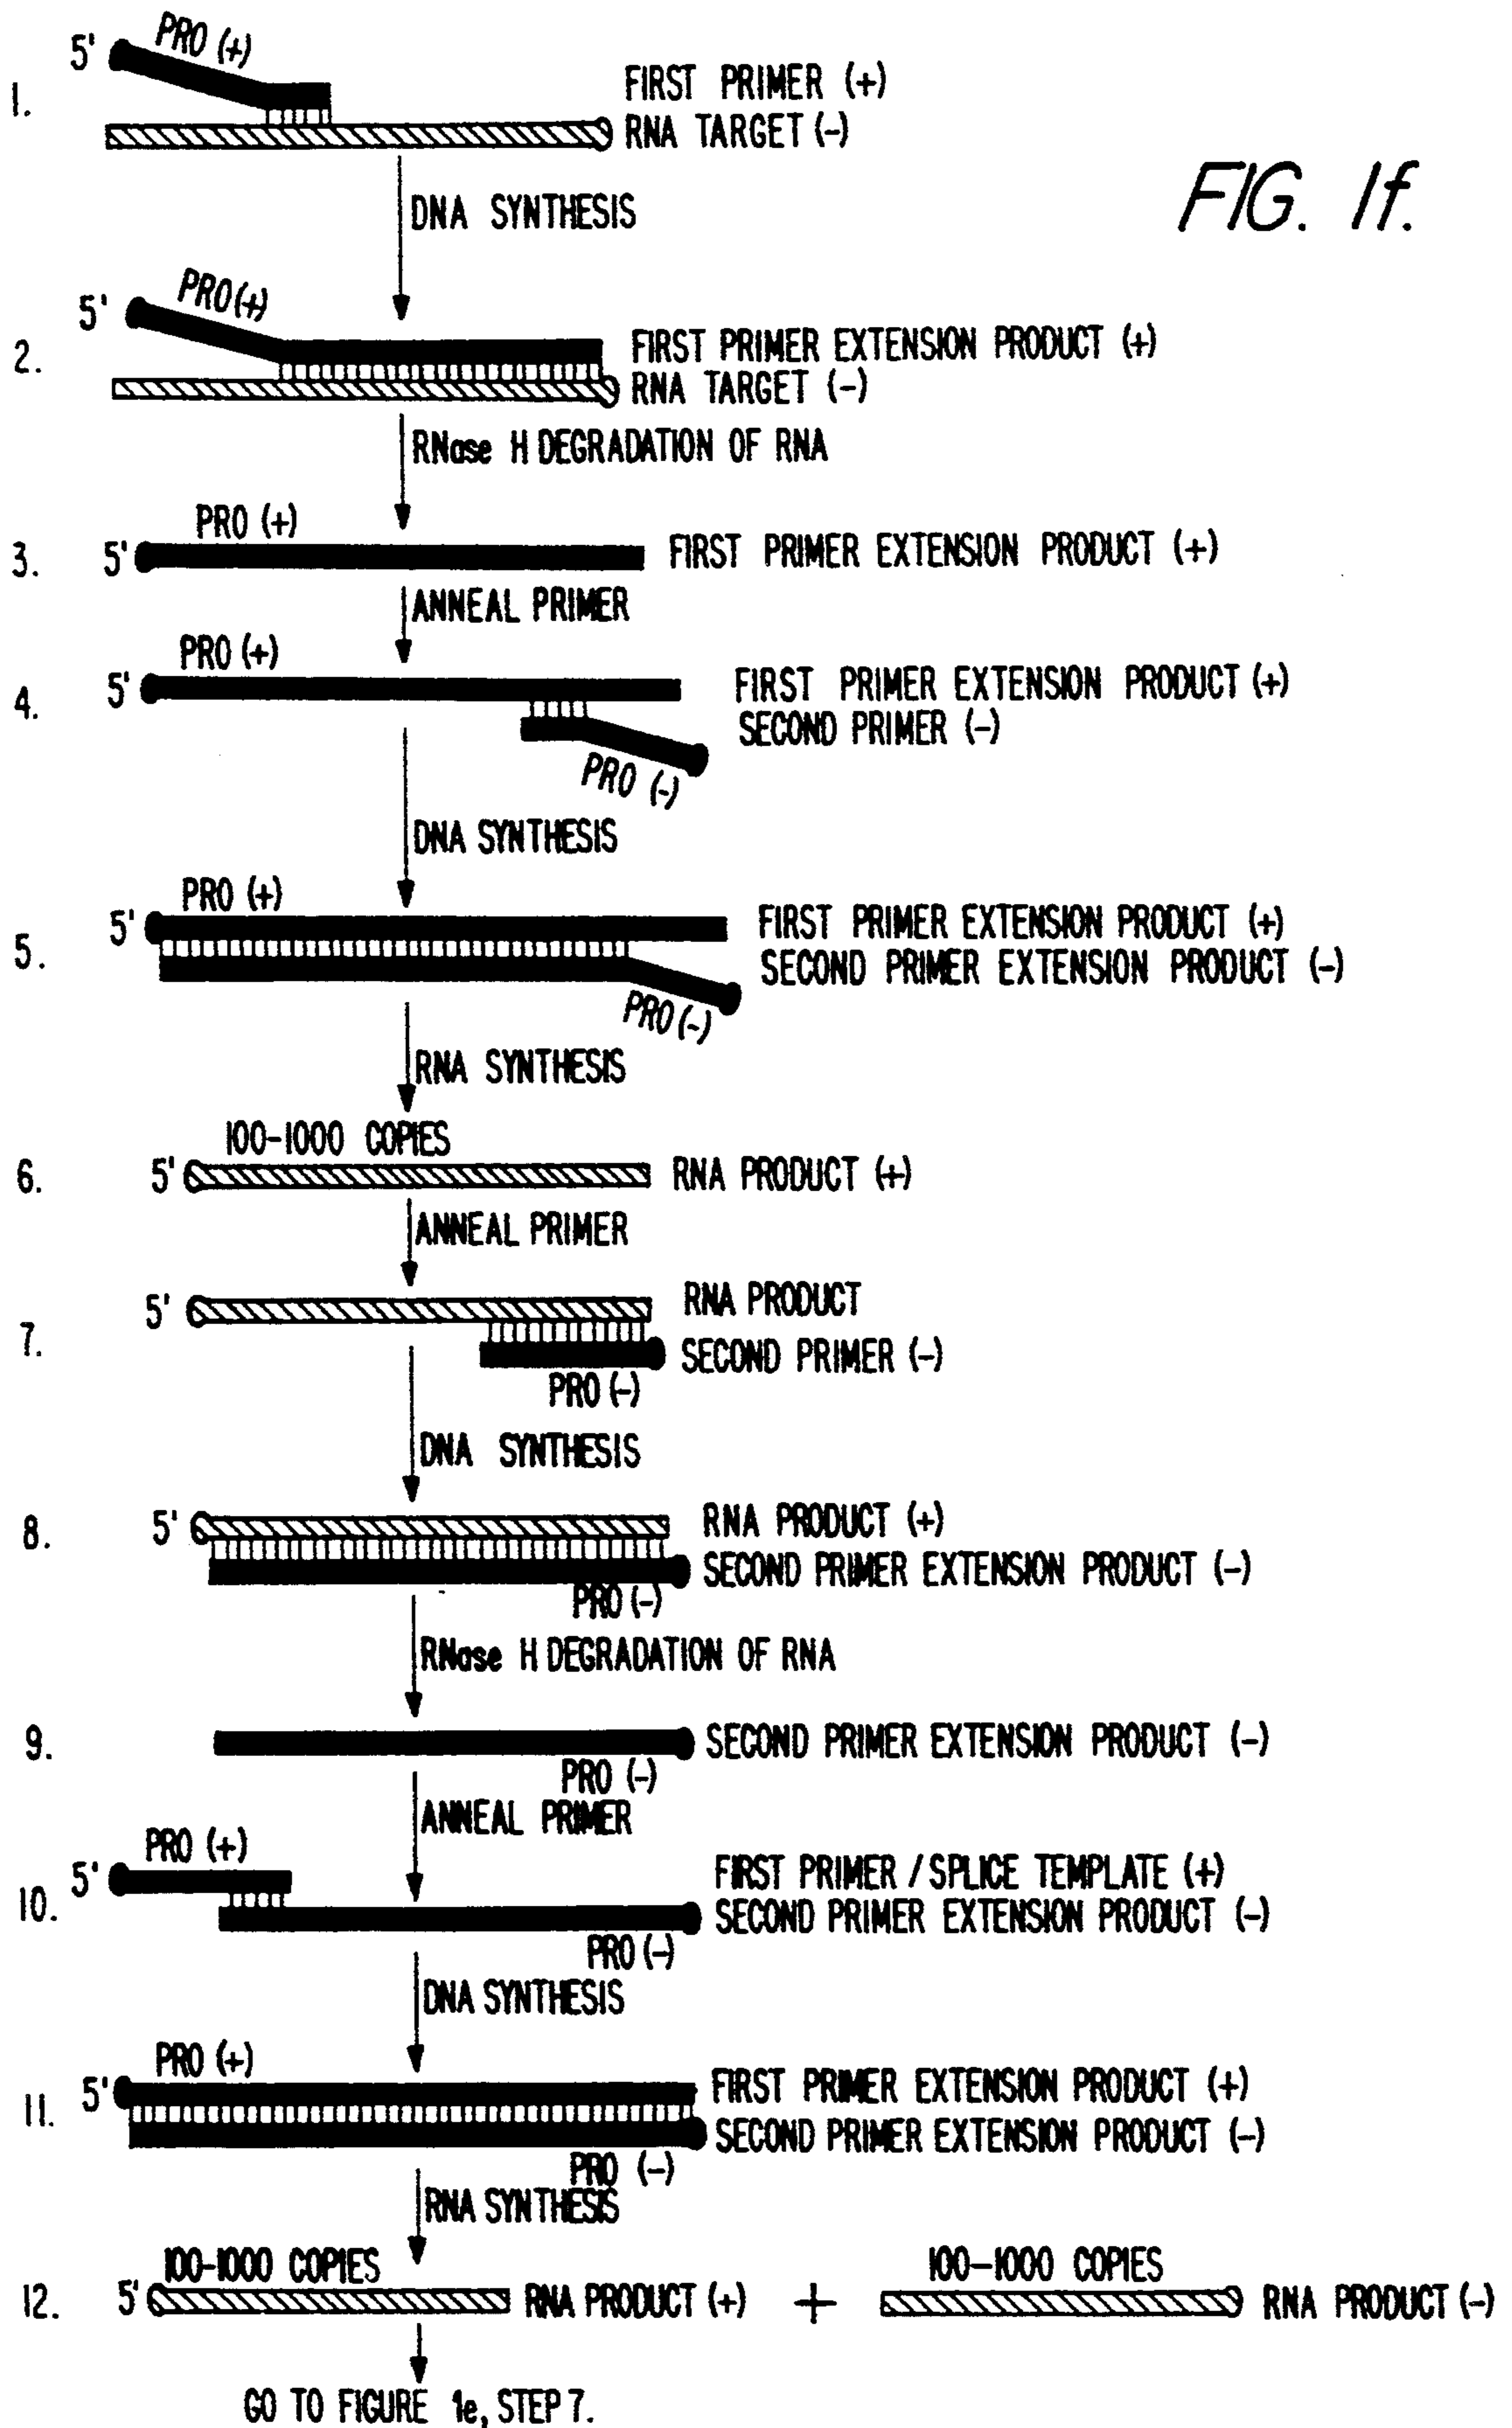 FIG. 1f.
1.
5'
PRO (+)
FIRST PRIMER (+)
RNA TARGET (-)
DNA SYNTHESIS
2.
5'
PRO (+)
FIRST PRIMER EXTENSION PRODUCT (+)
RNA TARGET (-)
RNase H DEGRADATION OF RNA
3.
PRO (+)
5'
FIRST PRIMER EXTENSION PRODUCT (+)
ANNEAL PRIMER
4.
PRO (+)
5'
FIRST PRIMER EXTENSION PRODUCT (+)
SECOND PRIMER (-)
PRO (-)
DNA SYNTHESIS
5.
PRO (+)
5'
FIRST PRIMER EXTENSION PRODUCT (+)
SECOND PRIMER EXTENSION PRODUCT (-)
PRO (-)
RNA SYNTHESIS
100-1000 COPIES
6.
5'
RNA PRODUCT (+)
ANNEAL PRIMER
7.
5'
RNA PRODUCT
SECOND PRIMER (-)
PRO (-)
DNA SYNTHESIS
8.
5'
RNA PRODUCT (+)
SECOND PRIMER EXTENSION PRODUCT (-)
PRO (-)
RNase H DEGRADATION OF RNA
9.
SECOND PRIMER EXTENSION PRODUCT (-)
PRO (-)
ANNEAL PRIMER
10.
PRO (+)
5'
FIRST PRIMER / SPLICE TEMPLATE (+)
SECOND PRIMER EXTENSION PRODUCT (-)
PRO (-)
DNA SYNTHESIS
11.
PRO (+)
5'
FIRST PRIMER EXTENSION PRODUCT (+)
SECOND PRIMER EXTENSION PRODUCT (-)
PRO (-)
RNA SYNTHESIS
100-1000 COPIES
100-1000 COPIES
12.
5'
RNA PRODUCT (+)
+
RNA PRODUCT (-)
GO TO FIGURE 1e, STEP 7.